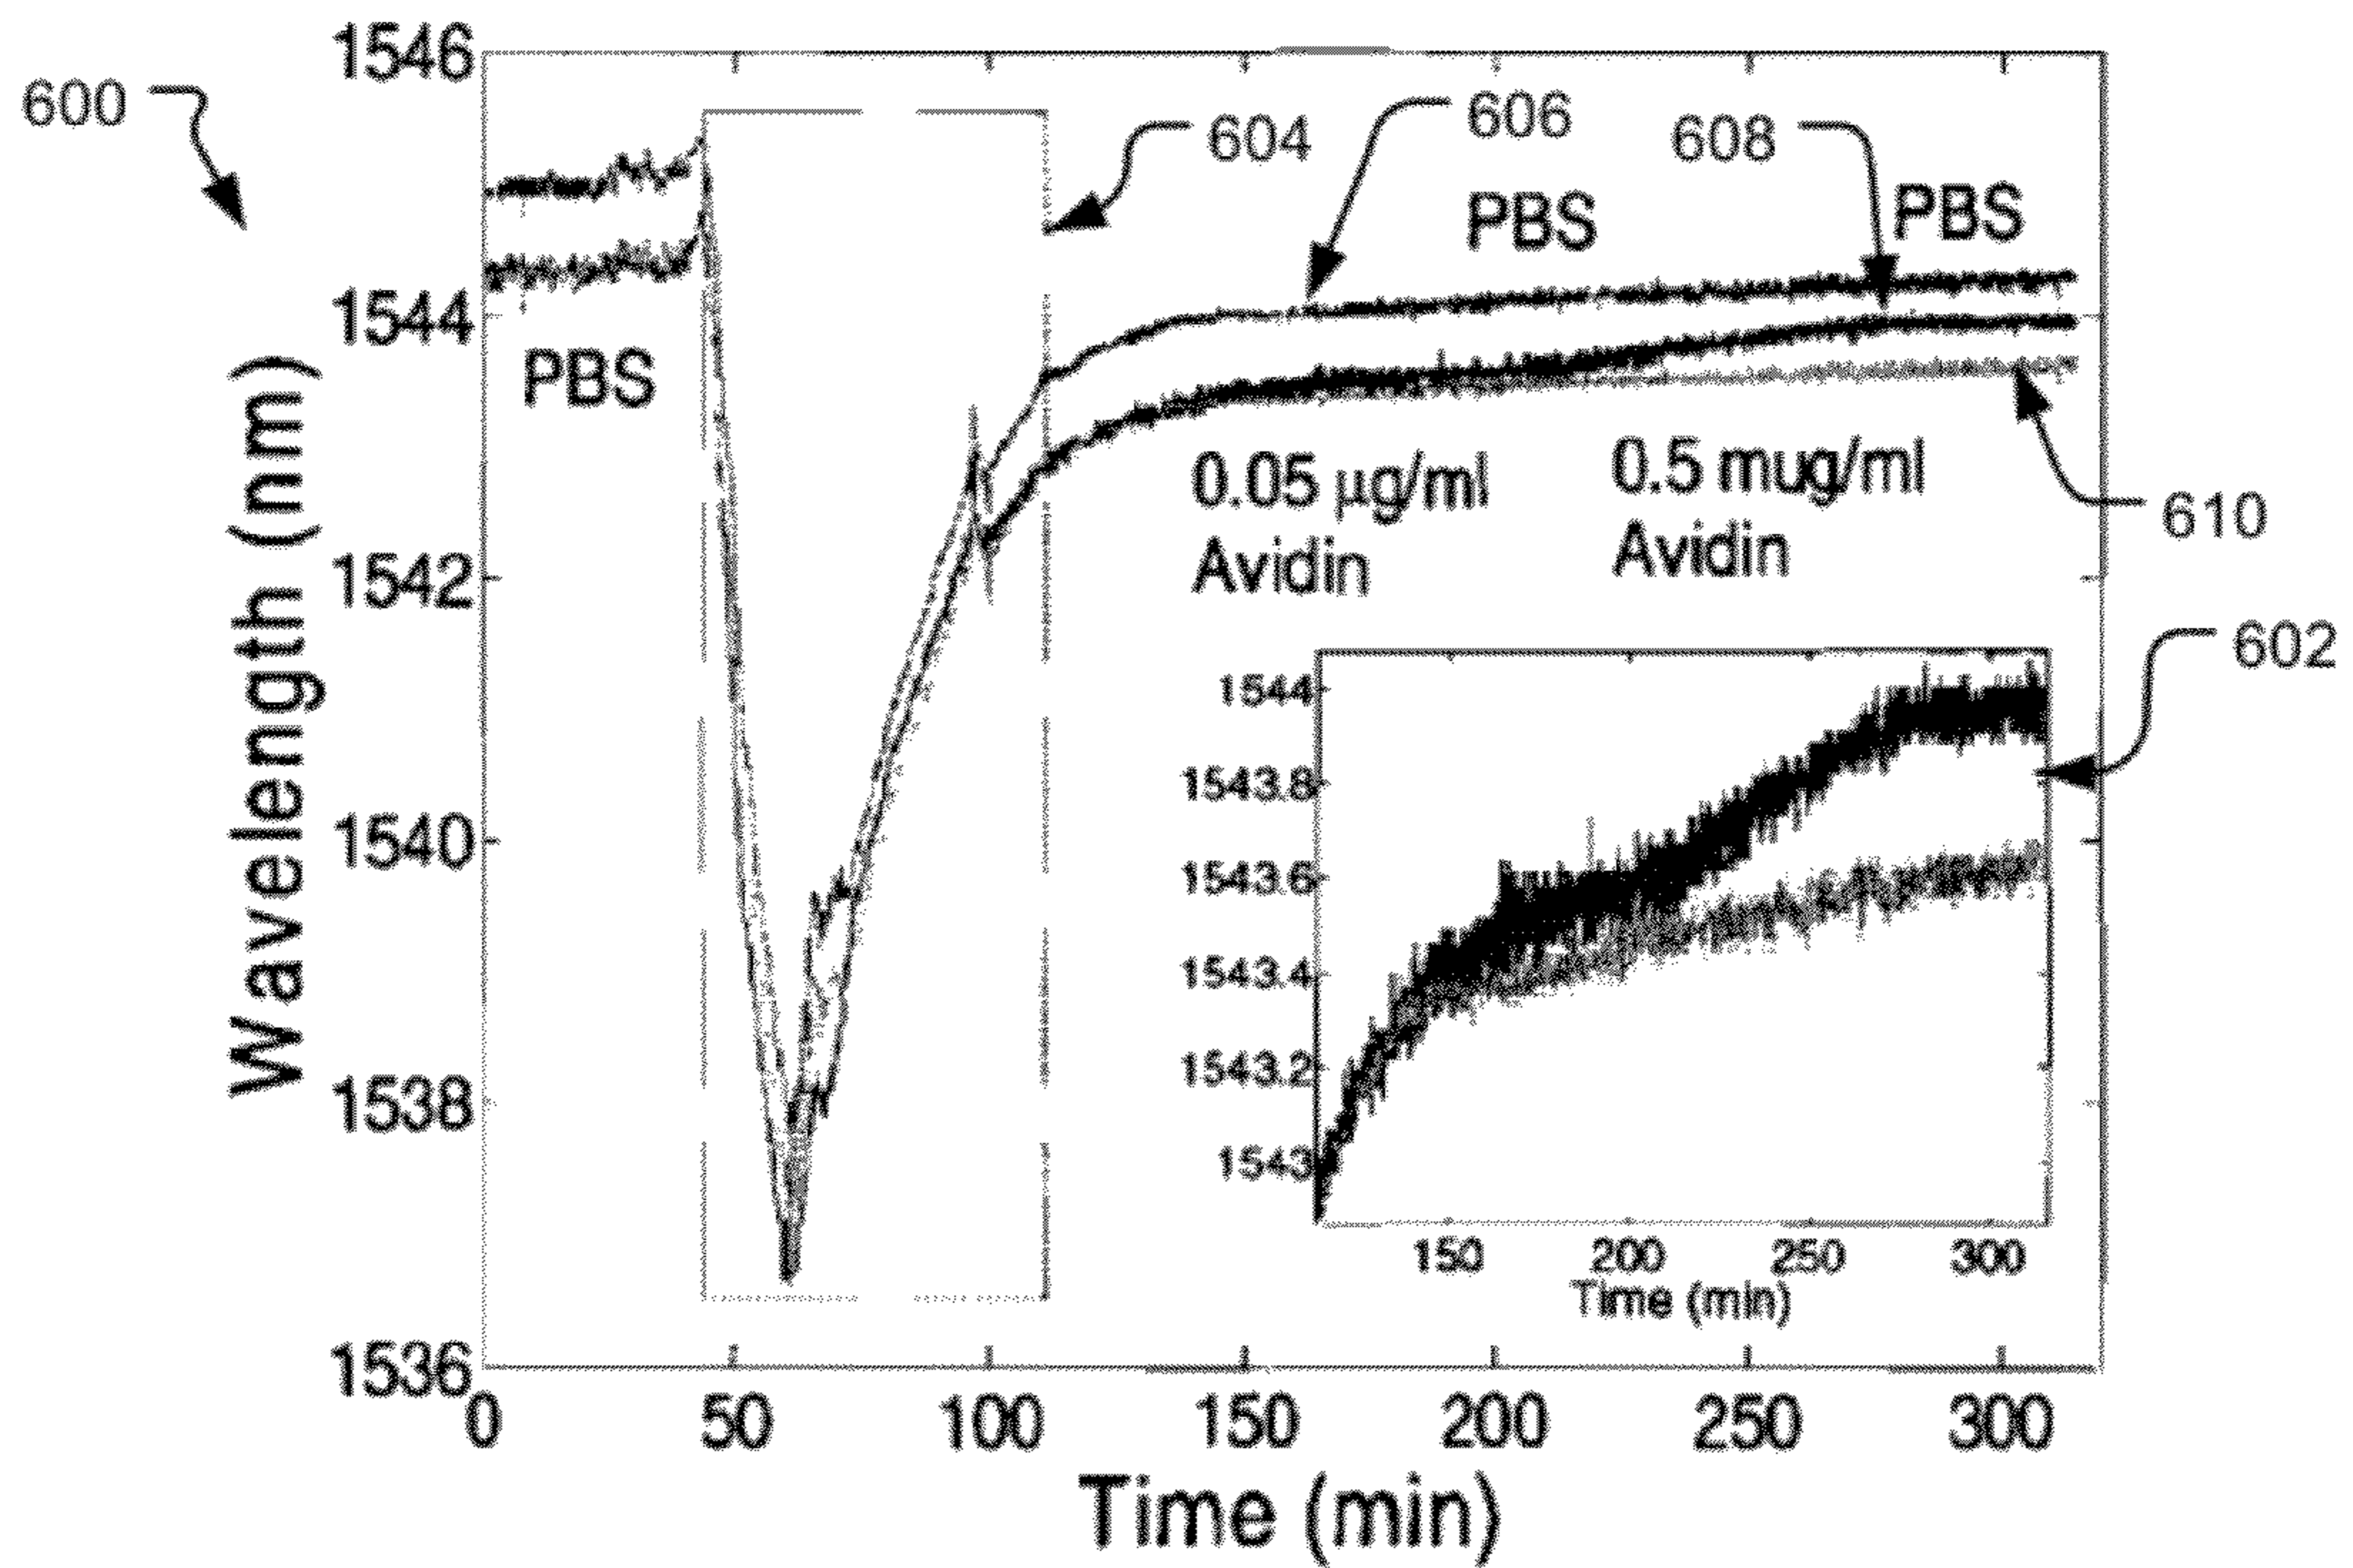 1546
600
604
606
608
PBS
PBS
1544
PBS
0.05 µg/ml
Avidin
0.5 mug/ml
Avidin
610
Wavelength (nm)
1542
602
1544
1543.8
1540
1543.6
1543.4
1538
1543.2
1543
150 200 250 300
Time (min)
1536
0 50 100 150 200 250 300
Time (min)